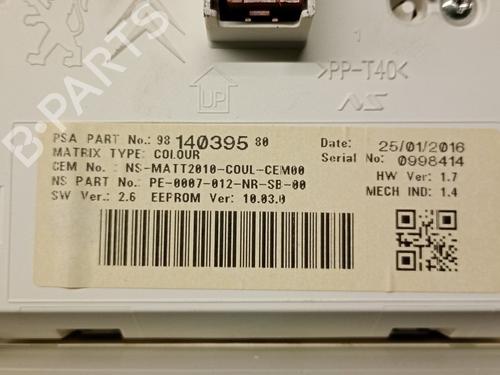 1
>PP-T40<
NS
UP
PSA PART No.: 98 140395 80
MATRIX TYPE: COLOUR
CEM No.: NS-MATT2010-COUL-CEM00
NS PART No.: PE-0007-012-NR-SB-00
SW Ver.: 2.6 EEPROM Ver: 10.03.0
Date: 25/01/2016
Serial No: 0998414
HW Ver: 1.7
MECH IND: 1.4
B-PARTS